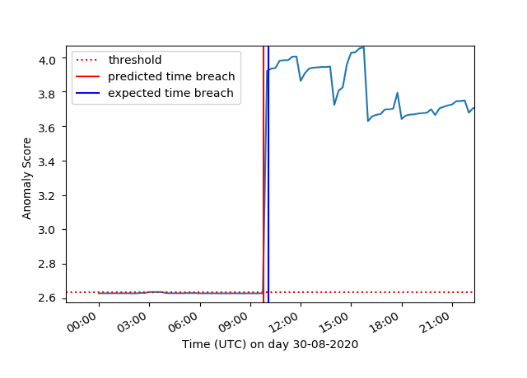 threshold
predicted time breach
expected time breach
4.0
3.8
3.6
3.4
3.2
3.0
2.8
2.6
Anomaly Score
00:00 03:00 06:00 09:00 12:00 15:00 18:00 21:00
Time (UTC) on day 30-08-2020